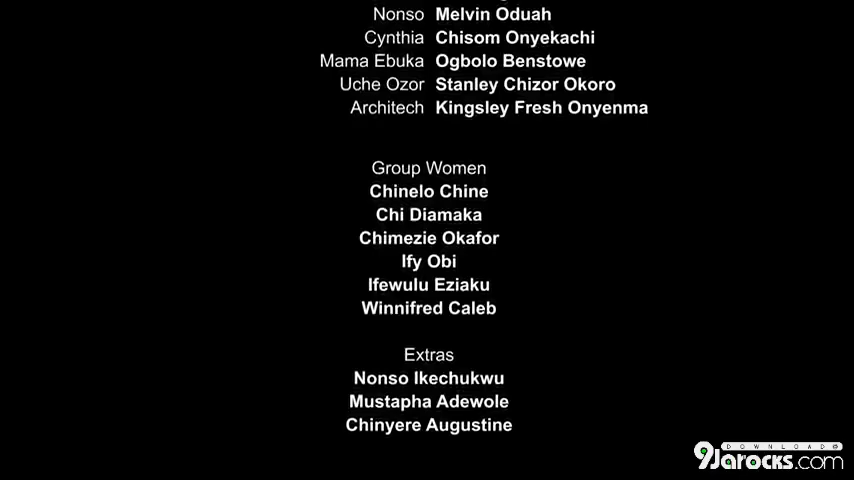 Nonso Melvin Oduah
Cynthia Chisom Onyekachi
Mama Ebuka Ogbolo Benstowe
Uche Ozor Stanley Chizor Okoro
Architech Kingsley Fresh Onyenma
Group Women
Chinelo Chine
Chi Diamaka
Chimezie Okafor
Ify Obi
Ifewulu Eziaku
Winnifred Caleb
Extras
Nonso Ikechukwu
Mustapha Adewole
Chinyere Augustine
DOWNLOAD@
9Jarocks.com